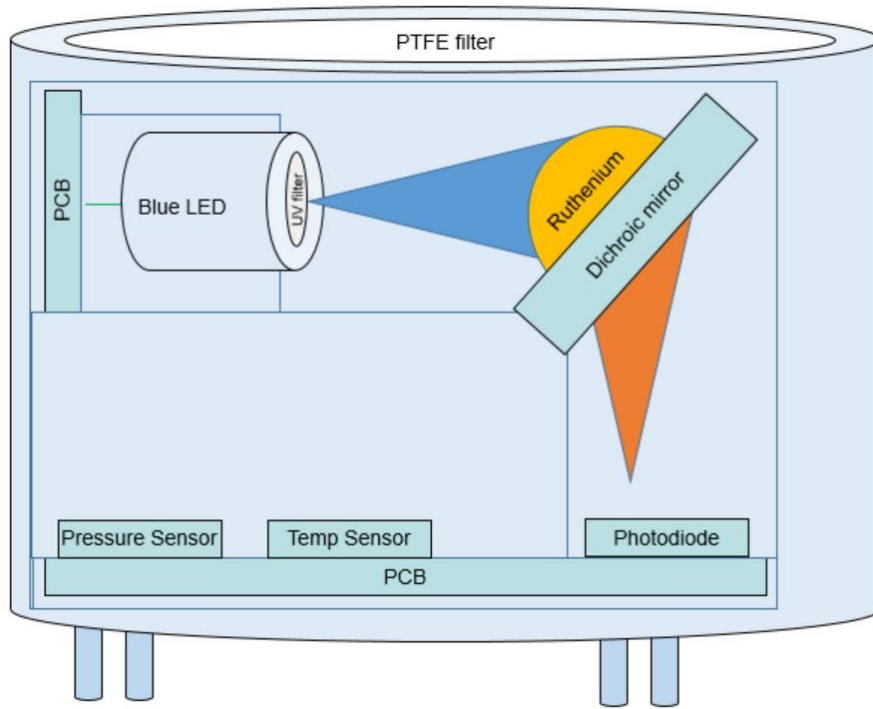 PTFE filter
PCB
Blue LED
UV filter
Ruthenium
Dichroic mirror
Pressure Sensor
Temp Sensor
Photodiode
PCB